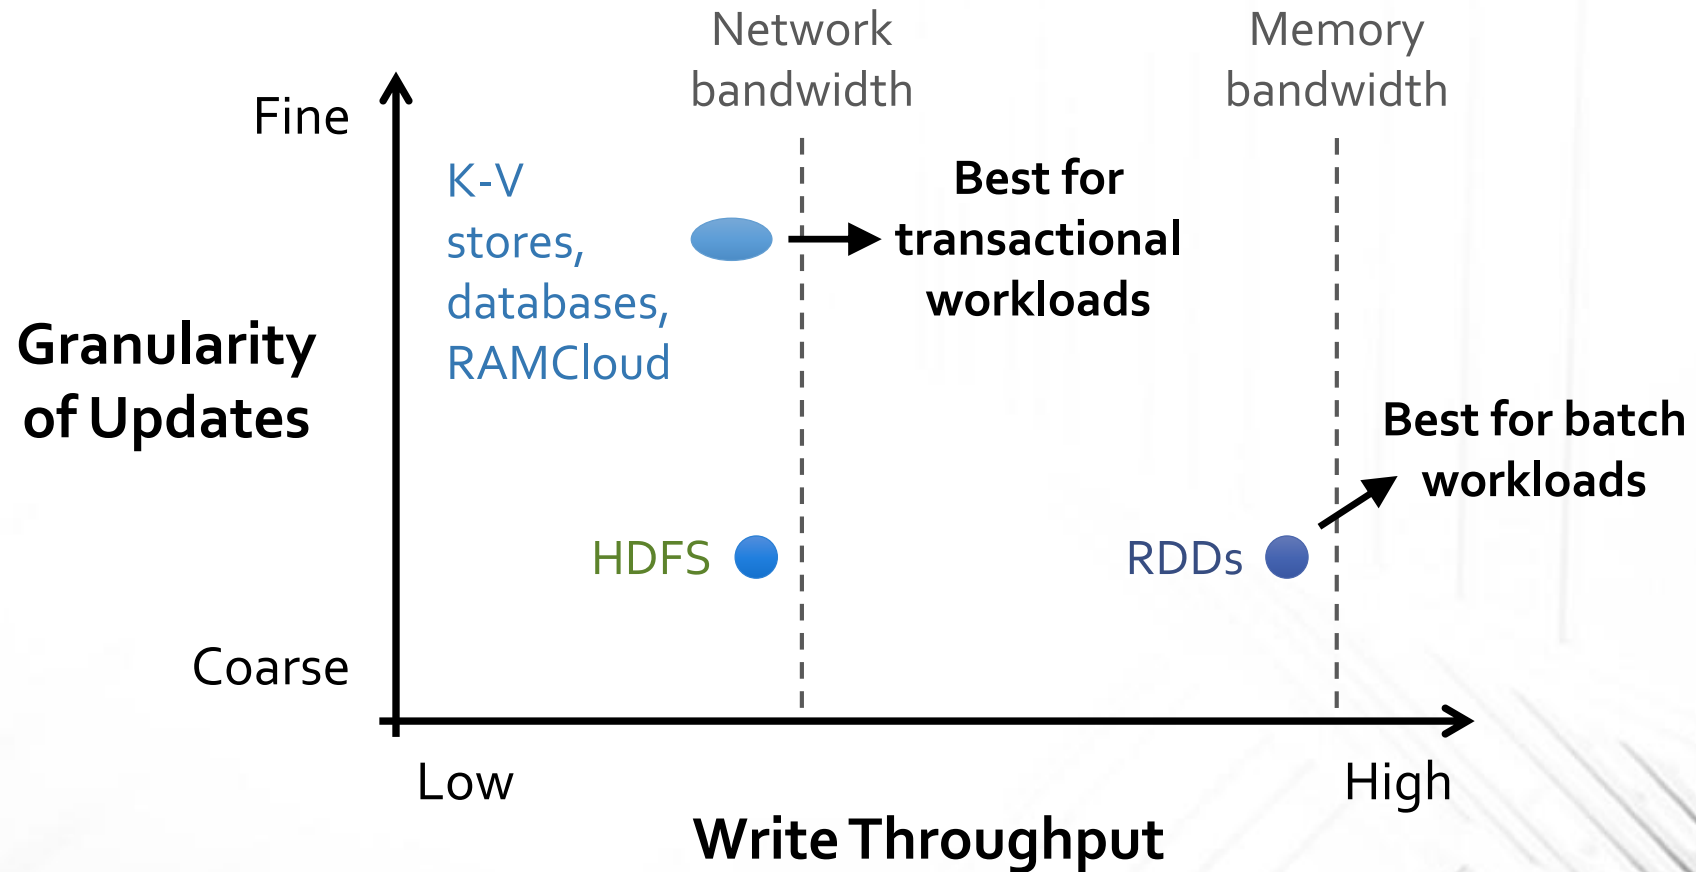 Network
bandwidth
Memory
bandwidth
Fine
K-V
stores,
databases,
RAMCloud
Best for
transactional
workloads
Granularity
of Updates
Best for batch
workloads
HDFS
RDDs
Coarse
Low
High
Write Throughput